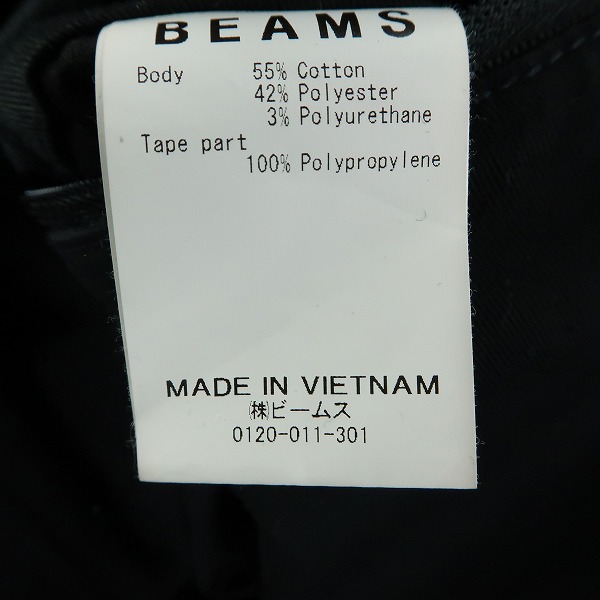 BEAMS
Body 55% Cotton
42% Polyester
3% Polyurethane
Tape part
100% Polypropylene
MADE IN VIETNAM
㈱ビームス
0120-011-301